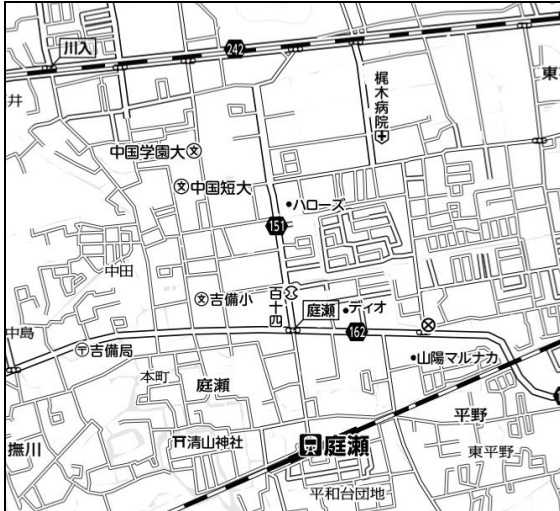 川入
242
東
井
梶木病院
中国学園大
文
文
中国短大
ハローズ
151
中田
文
吉備小
百十四
庭瀬
ディオ
162
中島
〒吉備局
山陽マルナカ
本町
庭瀬
平野
清山神社
庭瀬
撫川
東平野
平和台団地